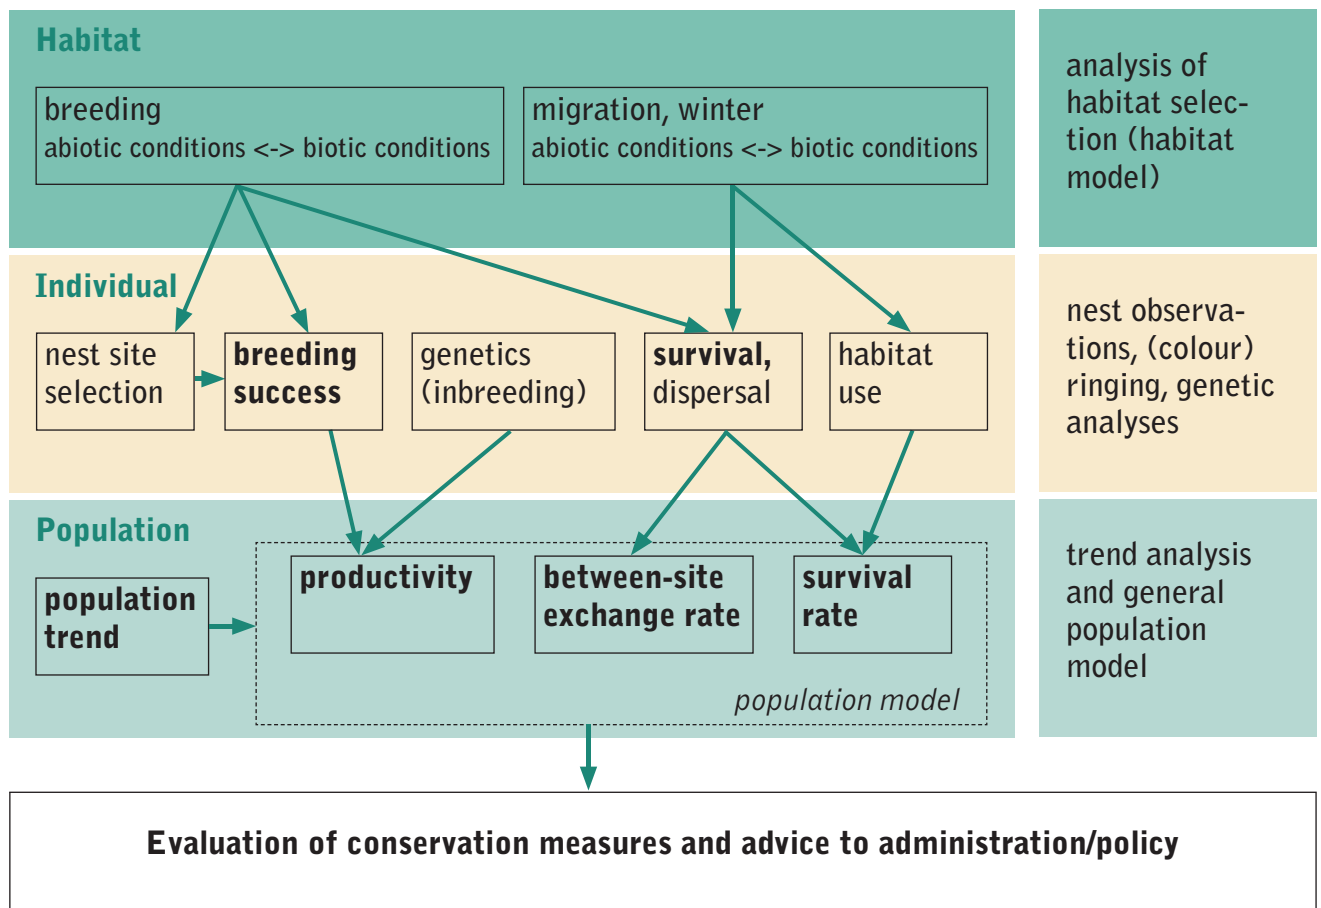 Habitat
breeding
abiotic conditions <-> biotic conditions
migration, winter
abiotic conditions <-> biotic conditions
analysis of
habitat selec-
tion (habitat
model)
Individual
nest site
selection
breeding
success
genetics
(inbreeding)
survival,
dispersal
habitat
use
nest observa-
tions, (colour)
ringing, genetic
analyses
Population
population
trend
productivity
between-site
exchange rate
survival
rate
population model
trend analysis
and general
population
model
Evaluation of conservation measures and advice to administration/policy